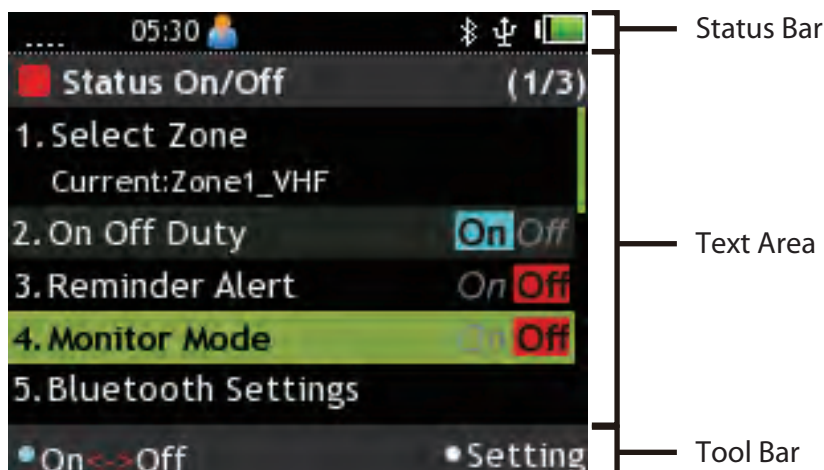 05:30
Status Bar
Status On/Off (1/3)
1. Select Zone
Current:Zone1_VHF
2. On Off Duty On Off
Text Area
3. Reminder Alert On Off
4. Monitor Mode On Off
5. Bluetooth Settings
On<->Off Setting
Tool Bar